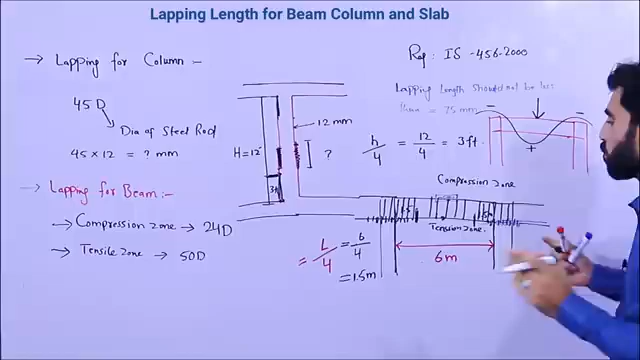 Lapping Length for Beam Column and Slab
→ Lapping for Column :-
45 D
Dia of Steel Rod
45 × 12 = ? mm
→ Lapping for Beam :-
→ Compression zone → 24D
→ Tensile zone → 50D
H=12'
3ft
12 mm
?
h/4 = 12/4 = 3ft.
Ref: IS - 456-2000
Lapping Length should not be less
than = 75 mm
+
Compression zone
Tension zone.
6m
= L/4 = 6/4
= 1.5m